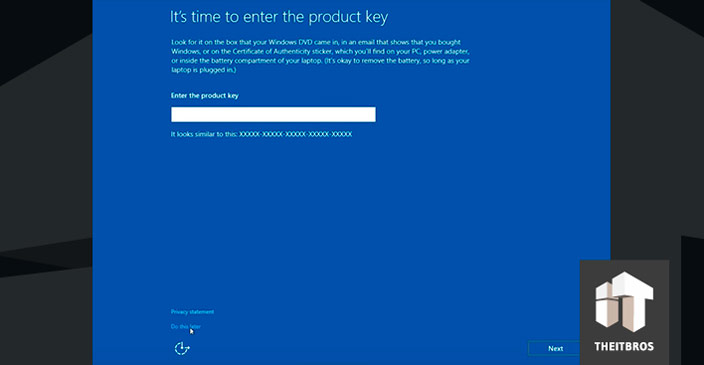 It's time to enter the product key
Look for it on the box that your Windows DVD came in, in an email that shows that you bought
Windows, or on the Certificate of Authenticity sticker, which you'll find on your PC, power adapter,
or inside the battery compartment of your laptop. (It's okay to remove the battery, so long as your
laptop is plugged in.)
Enter the product key
It looks similar to this: XXXXX-XXXXX-XXXXX-XXXXX-XXXXX
Privacy statement
Do this later
Next
iT
THEITBROS